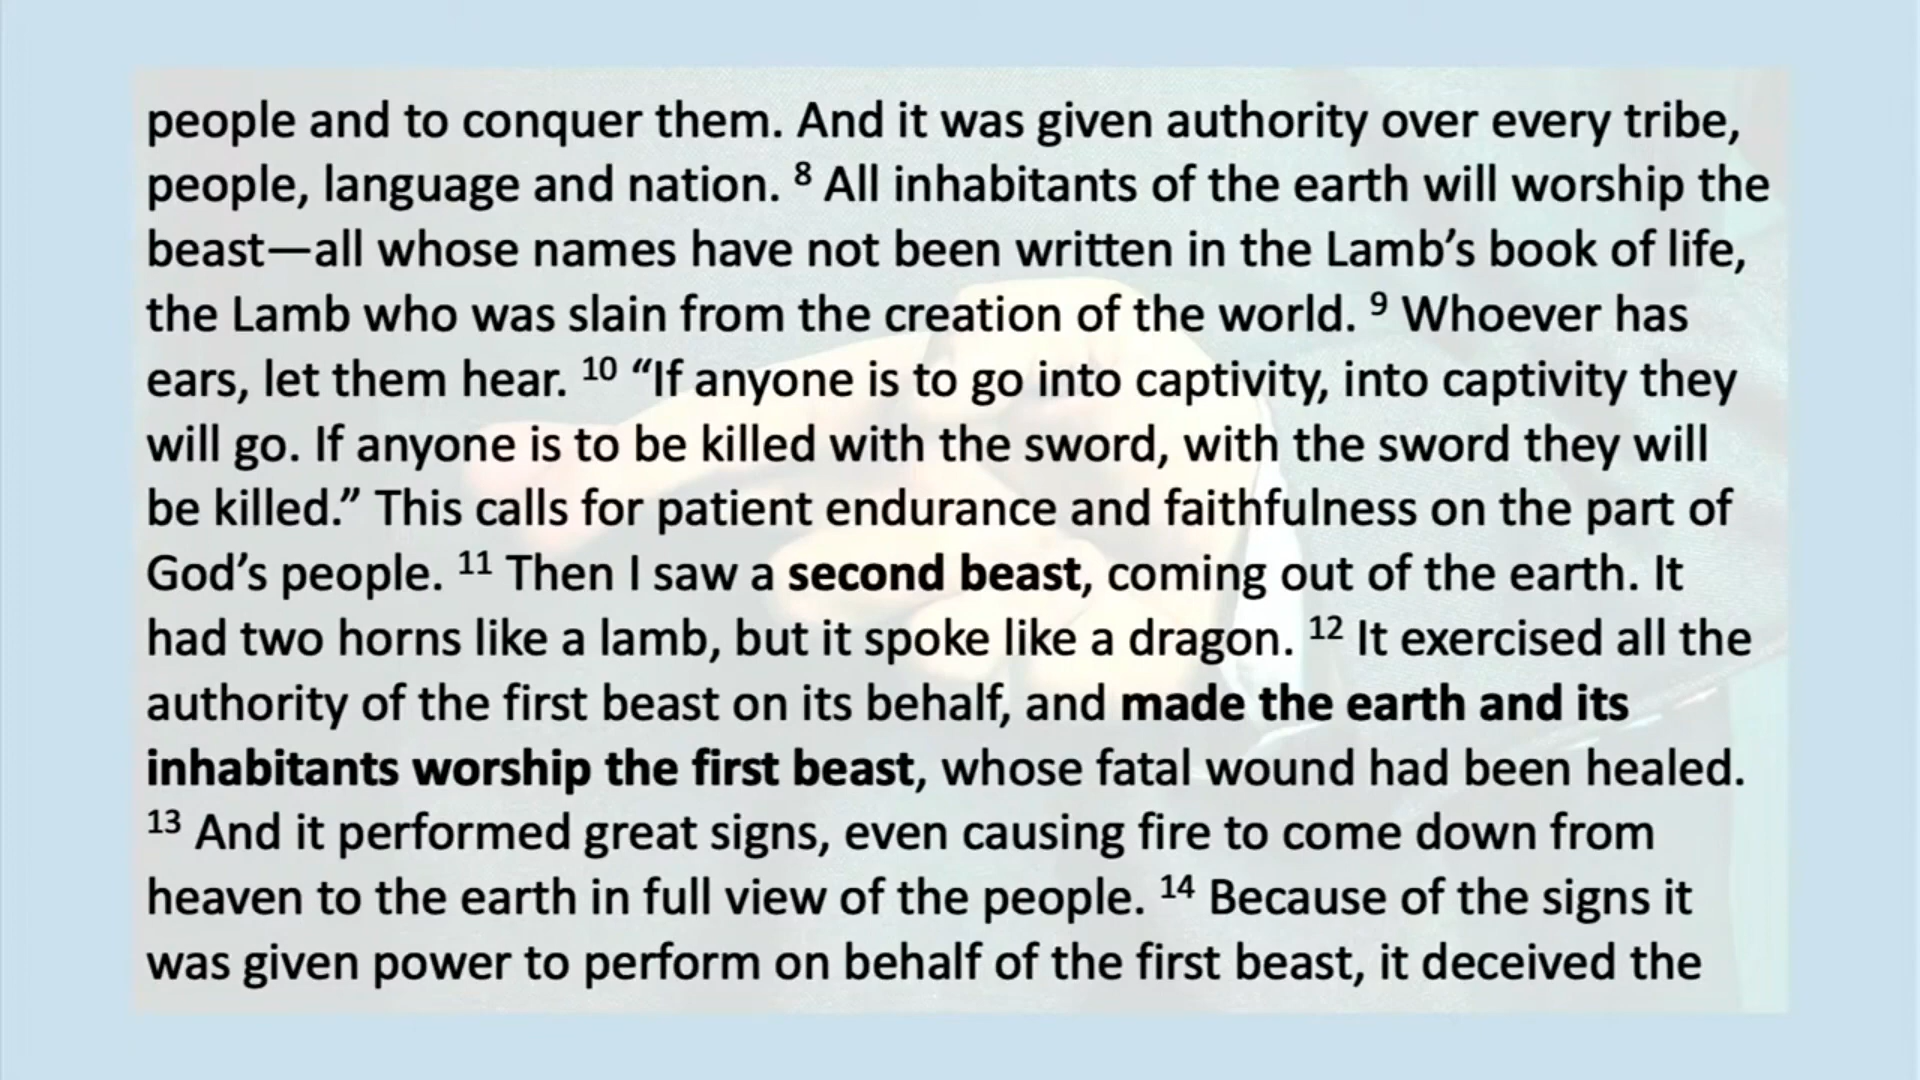 people and to conquer them. And it was given authority over every tribe,
people, language and nation. ⁸ All inhabitants of the earth will worship the
beast—all whose names have not been written in the Lamb’s book of life,
the Lamb who was slain from the creation of the world. ⁹ Whoever has
ears, let them hear. ¹⁰ “If anyone is to go into captivity, into captivity they
will go. If anyone is to be killed with the sword, with the sword they will
be killed.” This calls for patient endurance and faithfulness on the part of
God’s people. ¹¹ Then I saw a second beast, coming out of the earth. It
had two horns like a lamb, but it spoke like a dragon. ¹² It exercised all the
authority of the first beast on its behalf, and made the earth and its
inhabitants worship the first beast, whose fatal wound had been healed.
¹³ And it performed great signs, even causing fire to come down from
heaven to the earth in full view of the people. ¹⁴ Because of the signs it
was given power to perform on behalf of the first beast, it deceived the